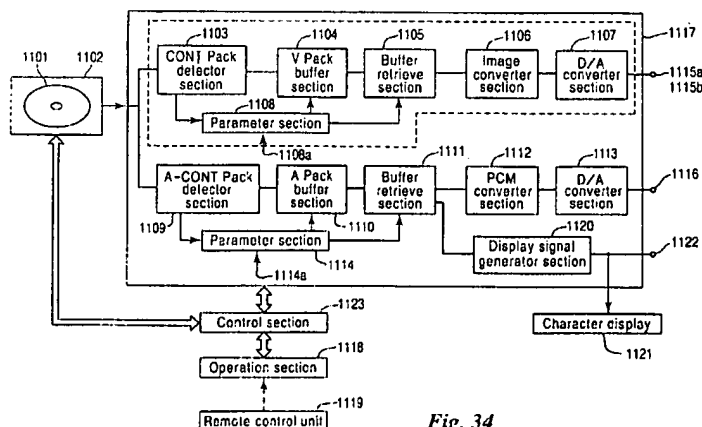 1101
1102
1103
1104
1105
1106
1107
1117
CONT Pack
detector
section
V Pack
buffer
section
Buffer
retrieve
section
Image
converter
section
D/A
converter
section
1115a
1115b
1108
Parameter section
1108a
1111
1112
1113
A-CONT Pack
detector
section
A Pack
buffer
section
Buffer
retrieve
section
PCM
converter
section
D/A
converter
section
1116
1109
1110
1120
Parameter section
1114
Display signal
generator section
1122
1114a
1123
Control section
Character display
1121
1118
Operation section
1119
Remote control unit
Fig. 34